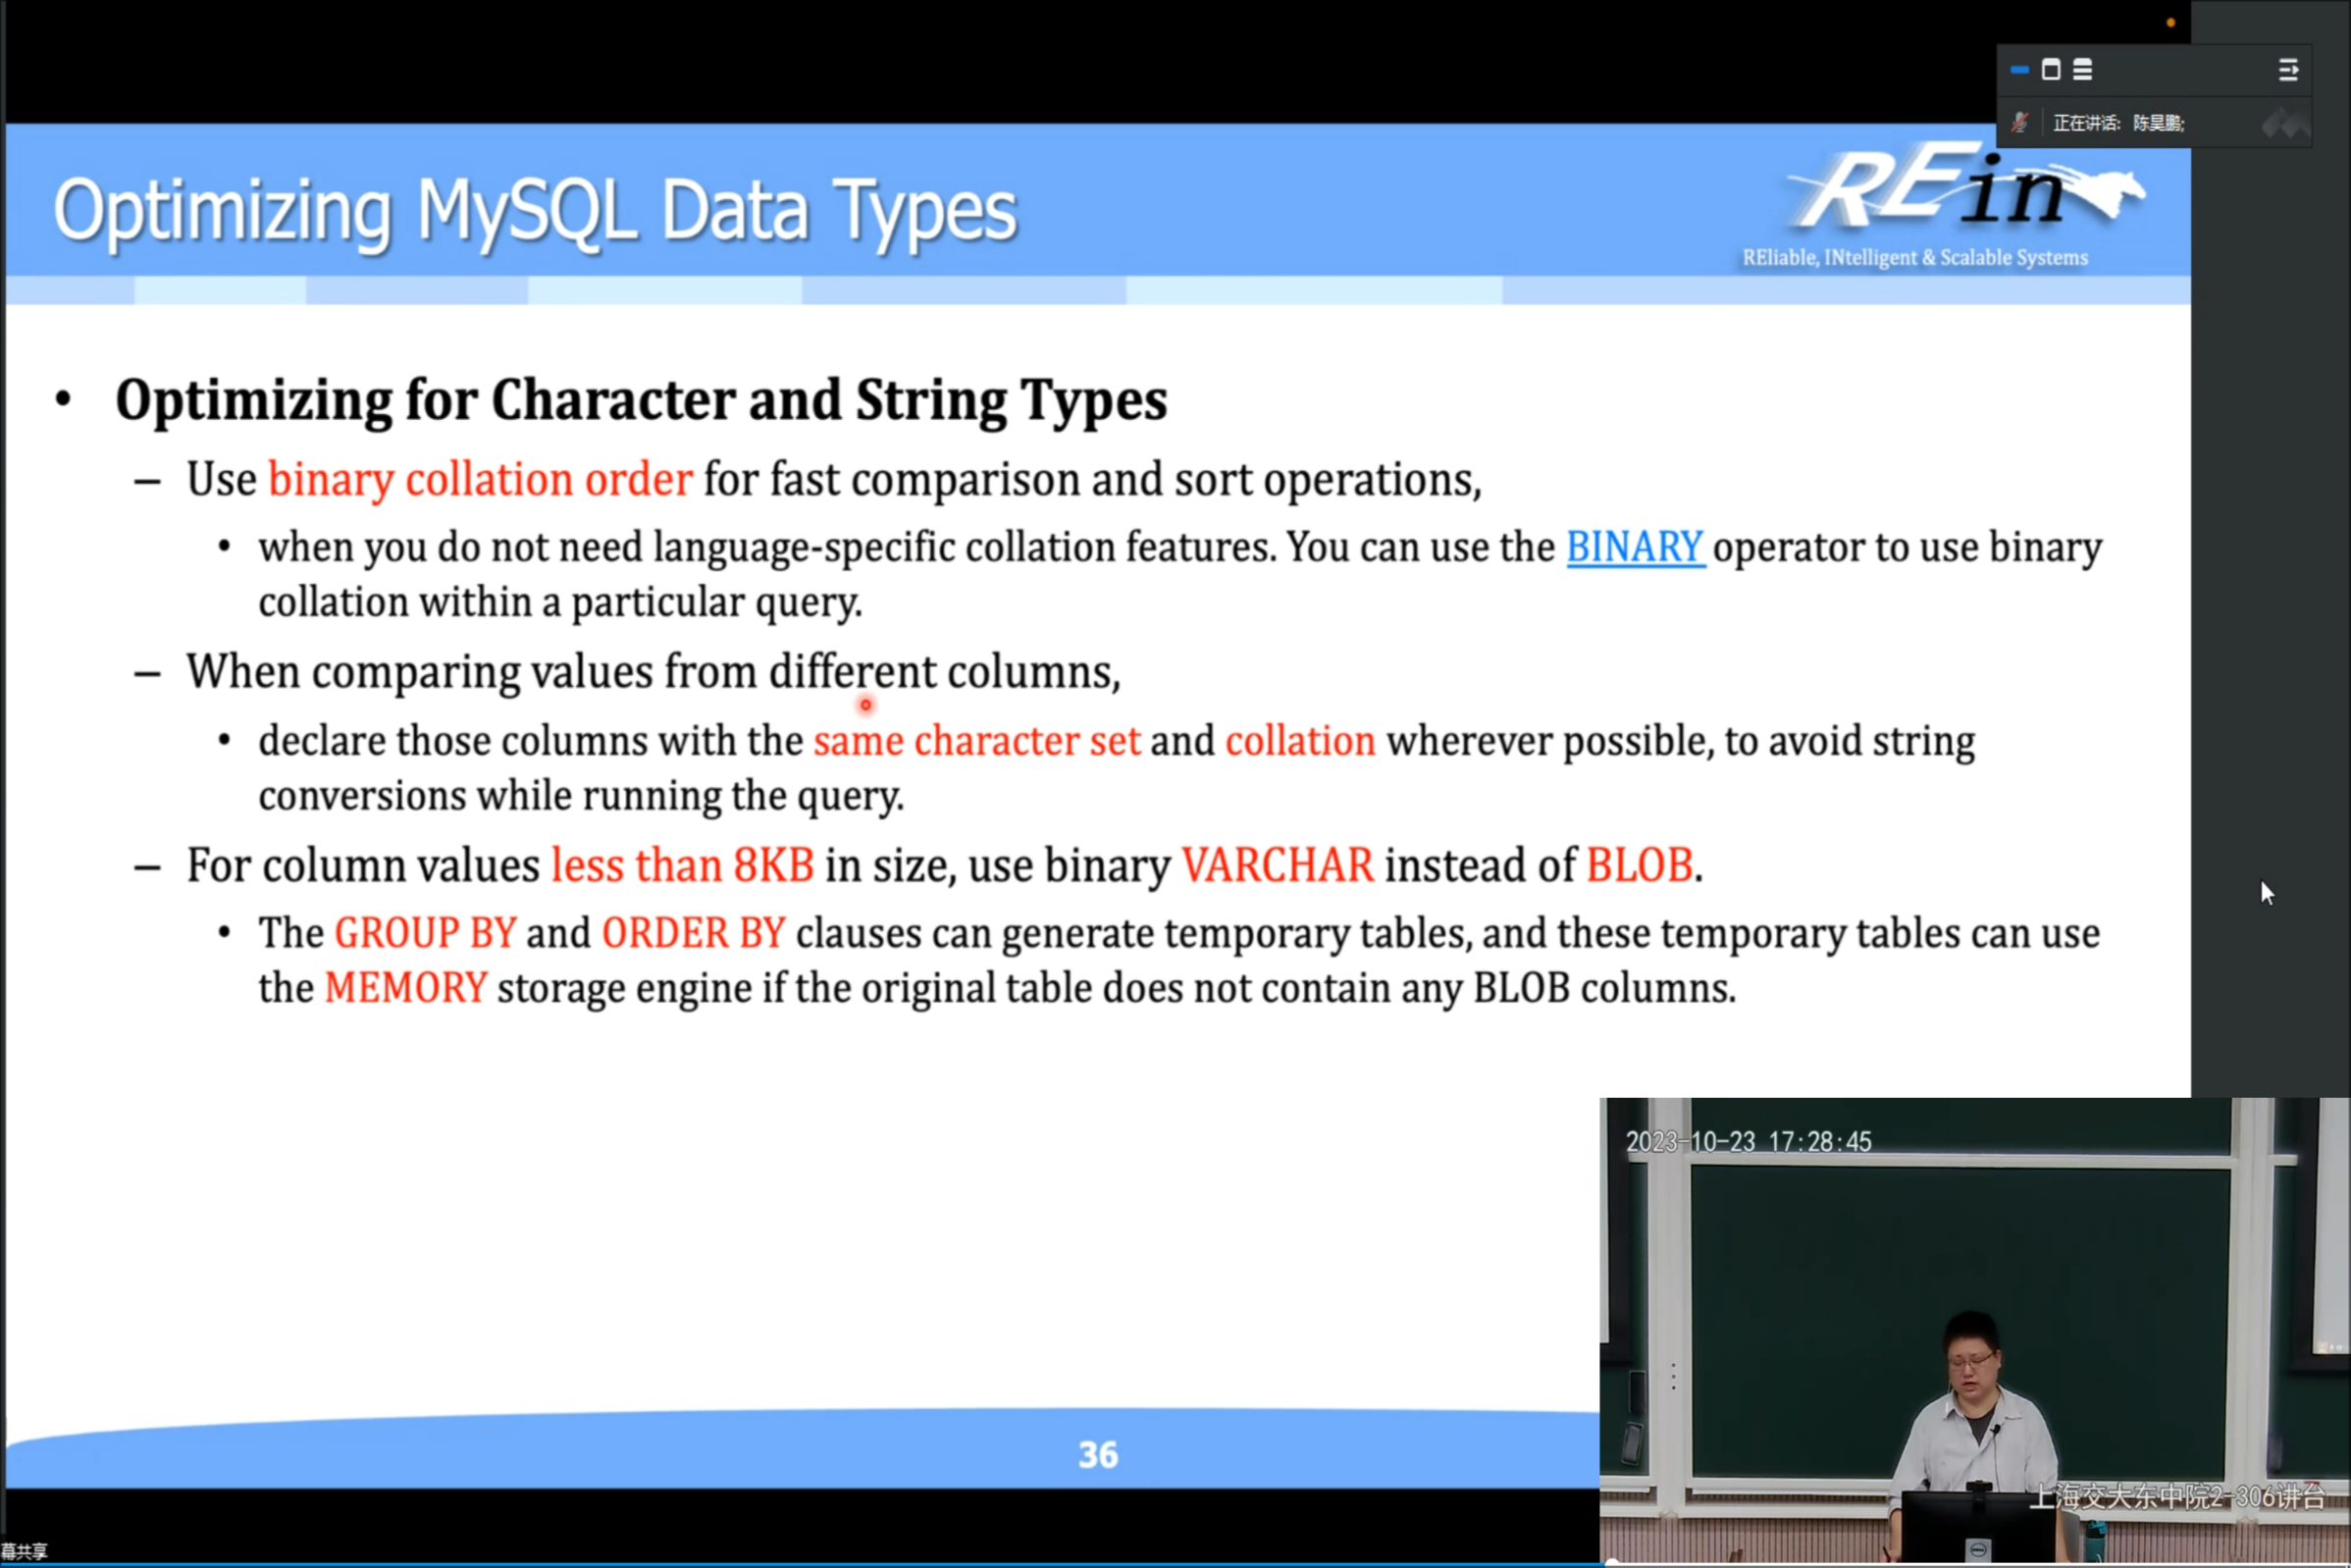 正在讲话: 陈昊鹏;
Optimizing MySQL Data Types
REin
REliable, INtelligent & Scalable Systems
• Optimizing for Character and String Types
– Use binary collation order for fast comparison and sort operations,
• when you do not need language-specific collation features. You can use the BINARY operator to use binary
collation within a particular query.
– When comparing values from different columns,
• declare those columns with the same character set and collation wherever possible, to avoid string
conversions while running the query.
– For column values less than 8KB in size, use binary VARCHAR instead of BLOB.
• The GROUP BY and ORDER BY clauses can generate temporary tables, and these temporary tables can use
the MEMORY storage engine if the original table does not contain any BLOB columns.
36
2023-10-23 17:28:45
上海交大东中院2-306讲台
DELL
幕共享